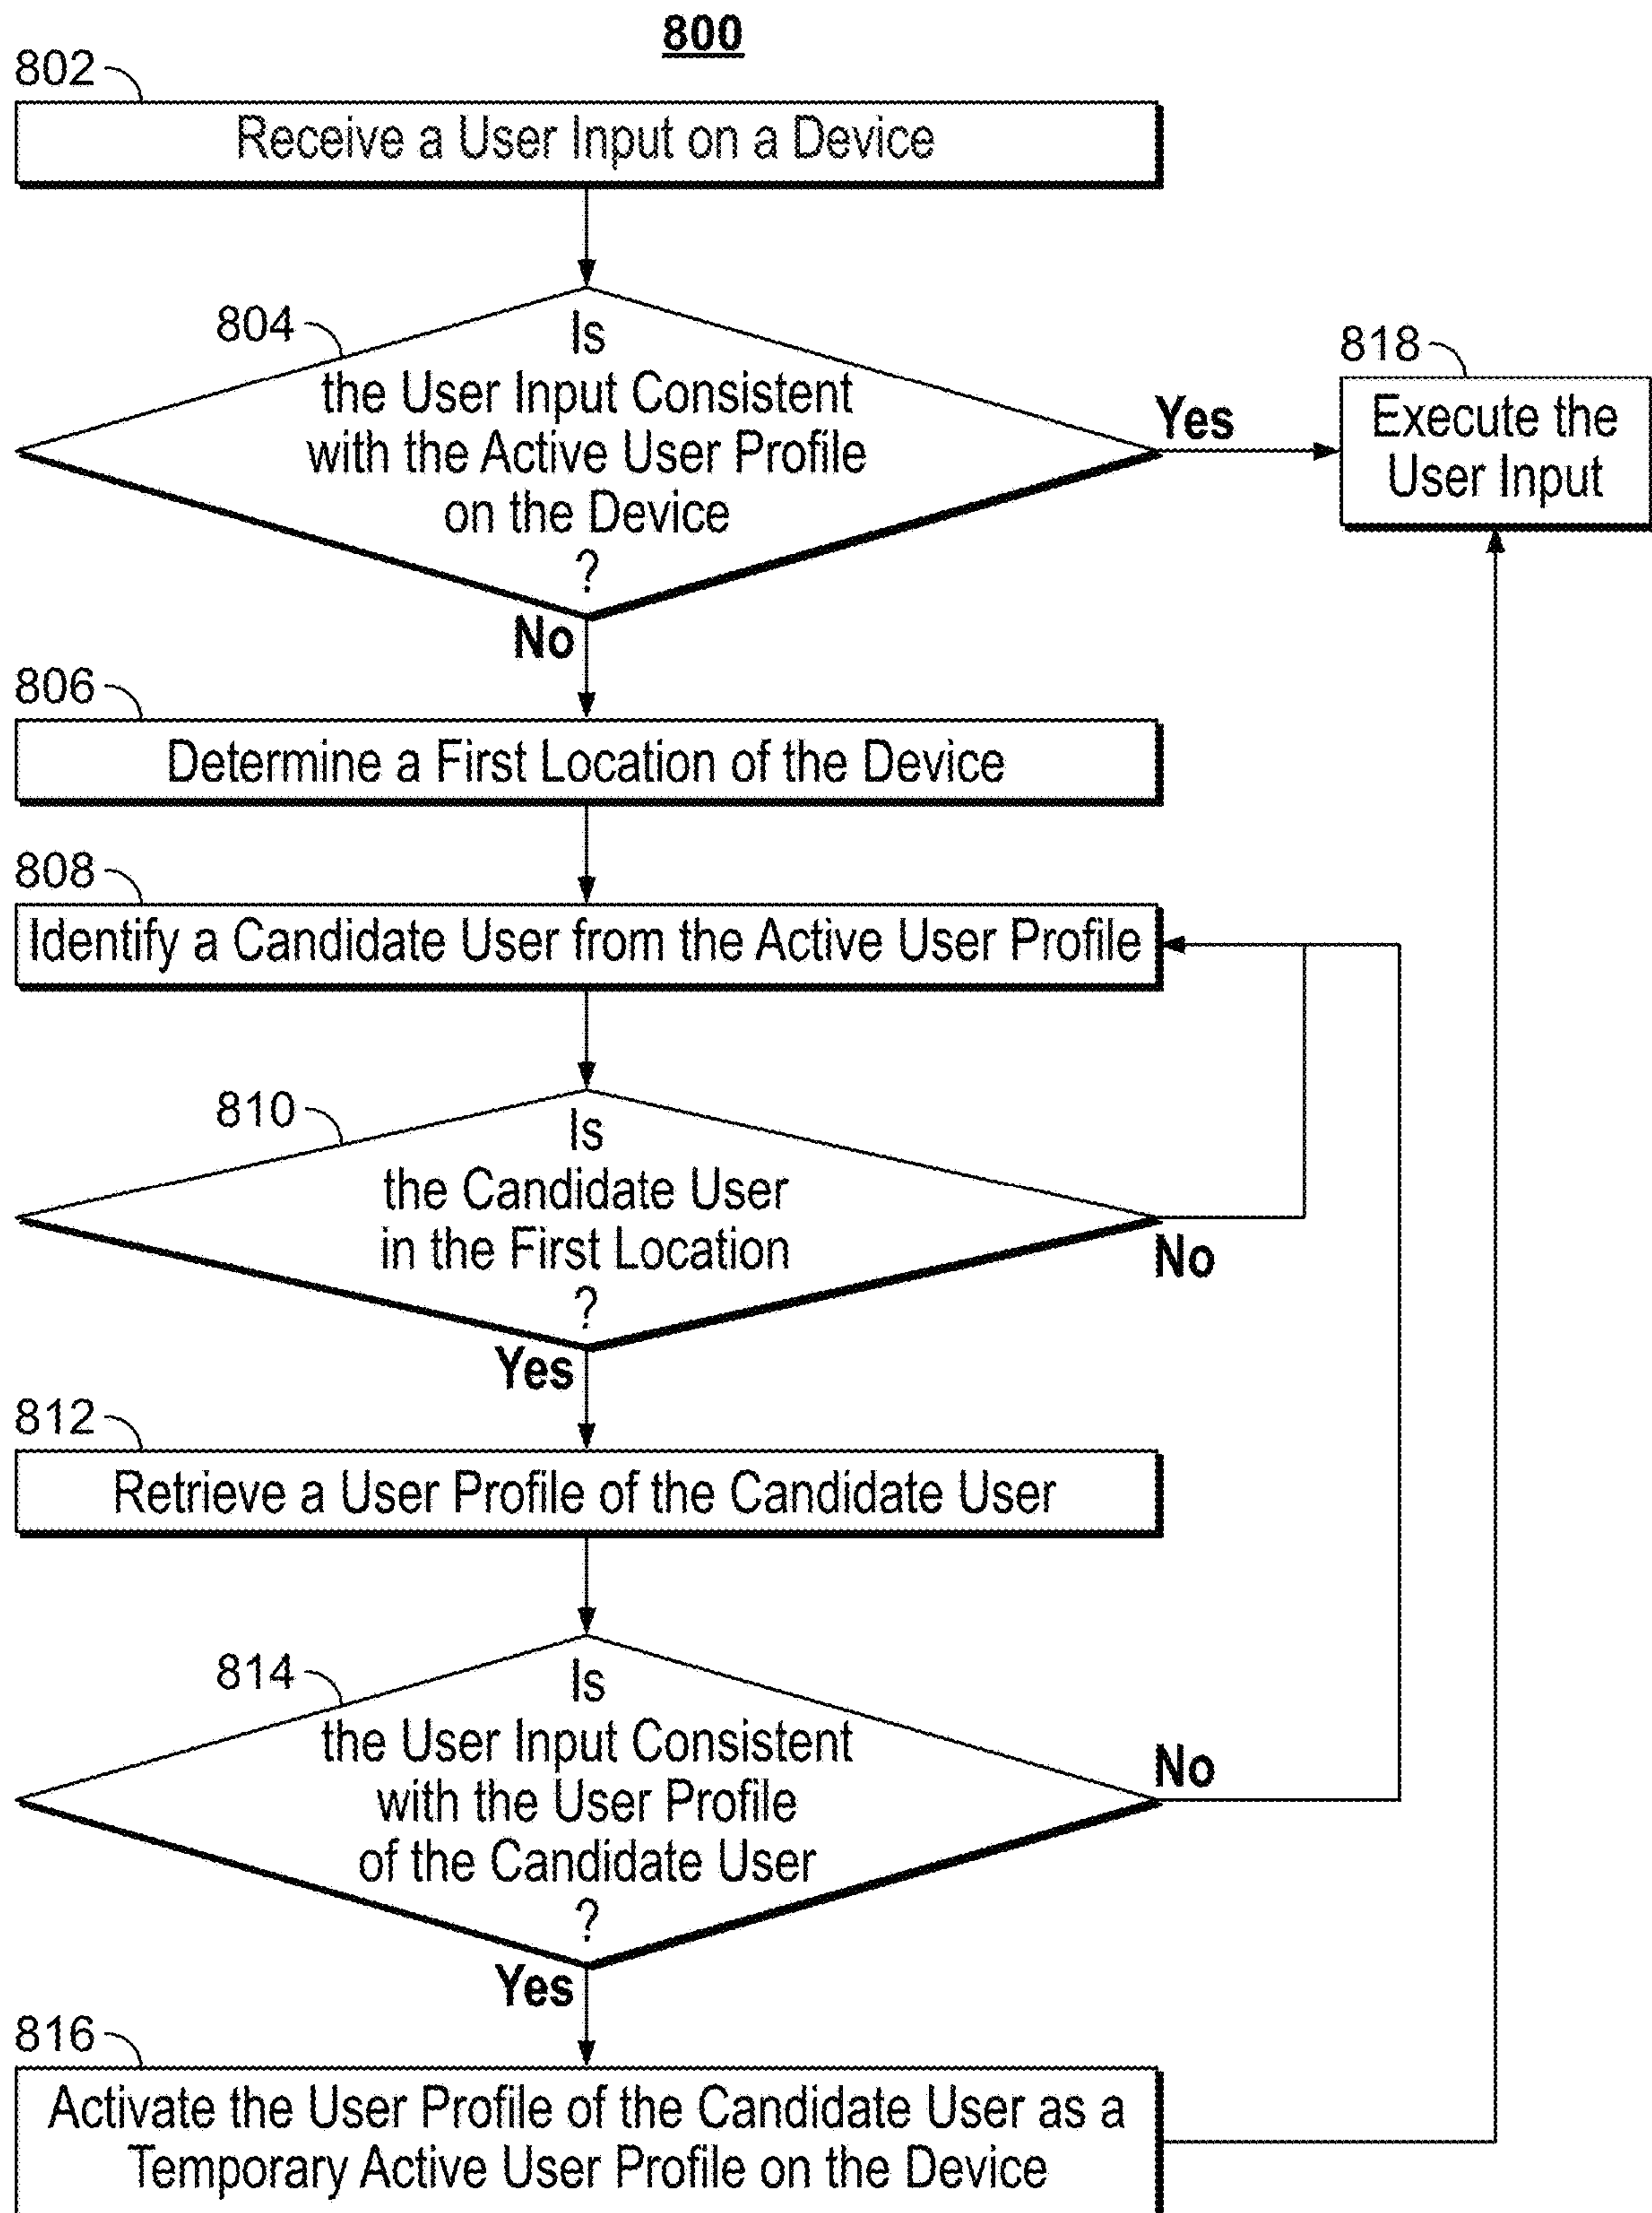 800
802
Receive a User Input on a Device
804
Is
the User Input Consistent
with the Active User Profile
on the Device
?
Yes
818
Execute the
User Input
No
806
Determine a First Location of the Device
808
Identify a Candidate User from the Active User Profile
810
Is
the Candidate User
in the First Location
?
No
Yes
812
Retrieve a User Profile of the Candidate User
814
Is
the User Input Consistent
with the User Profile
of the Candidate User
?
No
Yes
816
Activate the User Profile of the Candidate User as a
Temporary Active User Profile on the Device